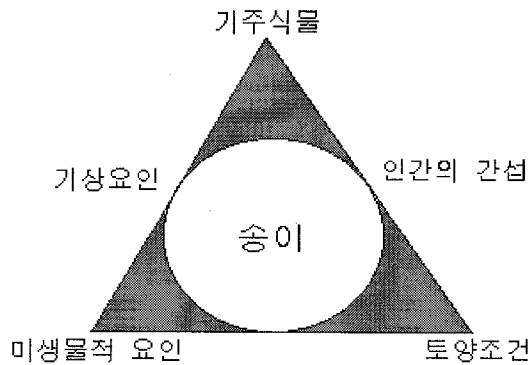 기주식물
기상요인
인간의 간섭
송이
미생물적 요인
토양조건